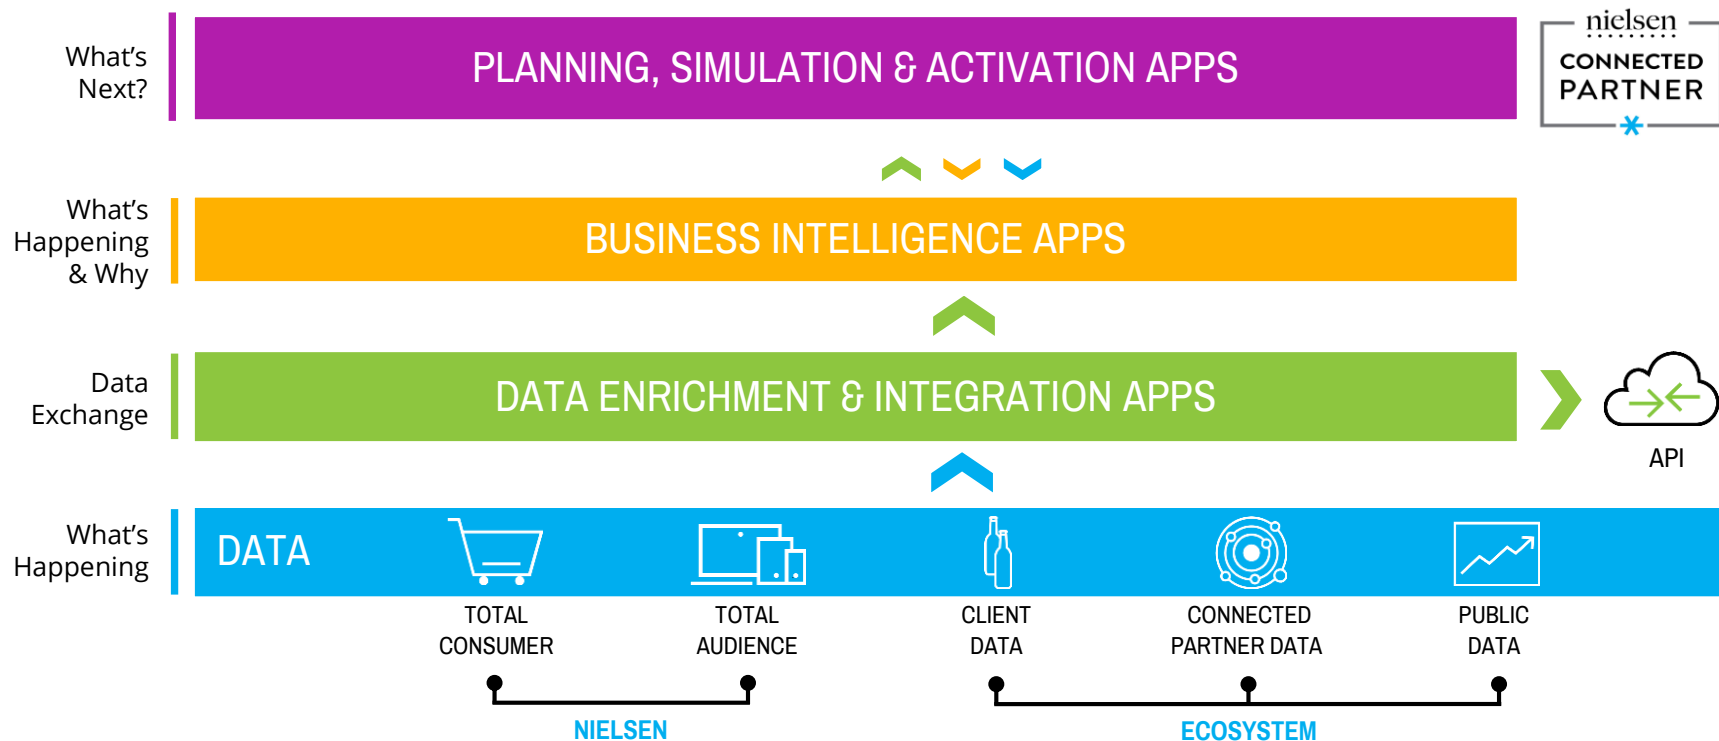 What's
Next?
PLANNING, SIMULATION & ACTIVATION APPS
nielsen
CONNECTED
PARTNER
What's
Happening
& Why
BUSINESS INTELLIGENCE APPS
Data
Exchange
DATA ENRICHMENT & INTEGRATION APPS
API
What's
Happening
DATA
TOTAL
CONSUMER
TOTAL
AUDIENCE
CLIENT
DATA
CONNECTED
PARTNER DATA
PUBLIC
DATA
NIELSEN
ECOSYSTEM